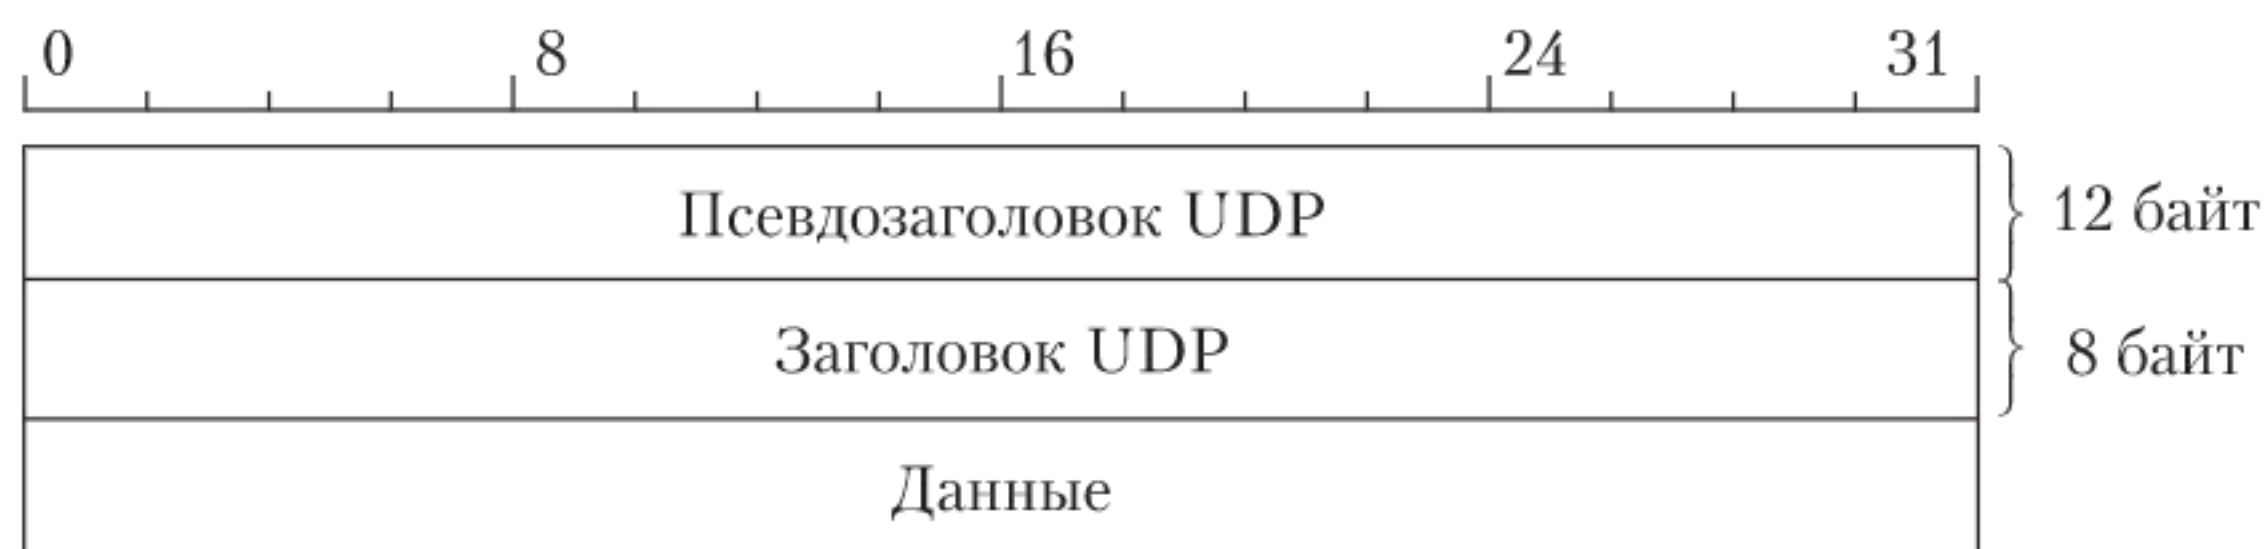 0 8 16 24 31
Псевдозаголовок UDP 12 байт
Заголовок UDP 8 байт
Данные